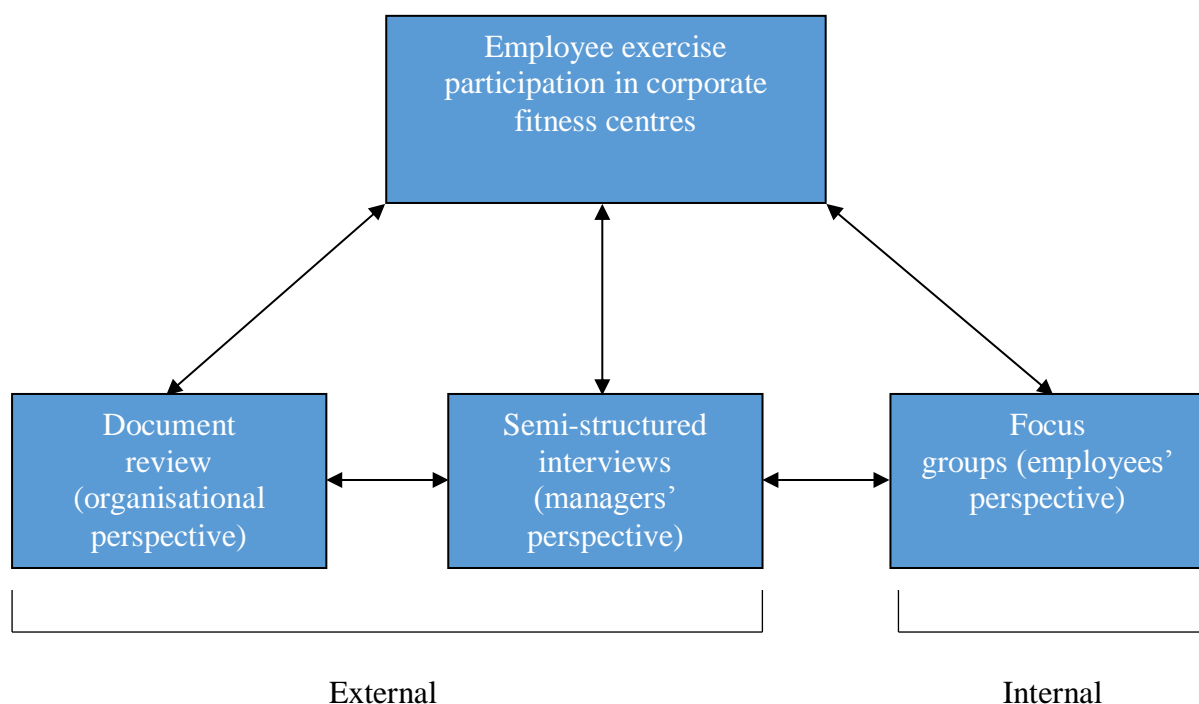 Employee exercise
participation in corporate
fitness centres
Document
review
(organisational
perspective)
Semi-structured
interviews
(managers’
perspective)
Focus
groups (employees’
perspective)
External
Internal